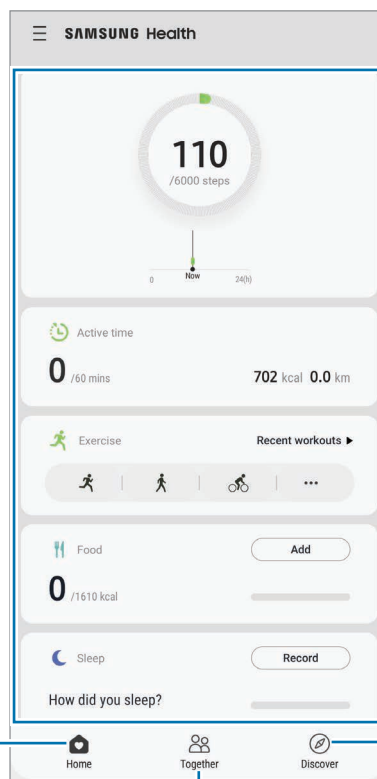 SAMSUNG Health
110
/6000 steps
Now
0 24(h)
Active time
0 /60 mins 702 kcal 0.0 km
Exercise Recent workouts ▶
Food Add
0 /1610 kcal
Sleep Record
How did you sleep?
Home Together Discover